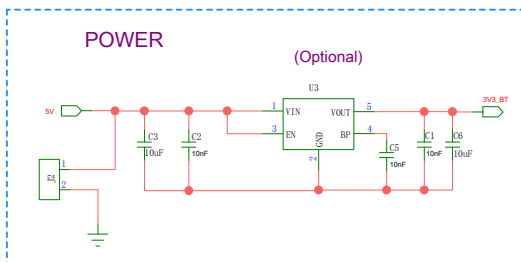 POWER
(Optional)
U3
5V
1
VIN
VOUT
5
3V3_BT
3
EN
GND
BP
4
2
C3
10uF
C2
10nF
C5
10nF
C1
10nF
C6
10uF
JP2
1
2